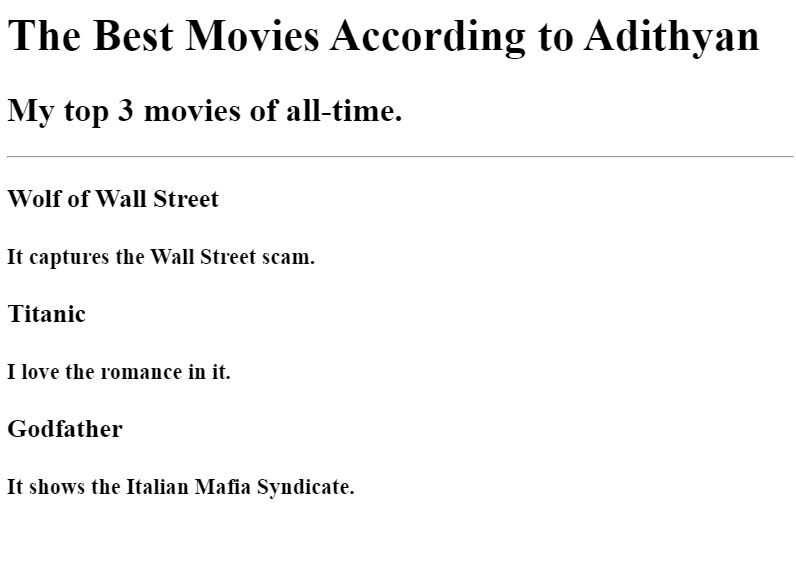 The Best Movies According to Adithyan
My top 3 movies of all-time.
Wolf of Wall Street
It captures the Wall Street scam.
Titanic
I love the romance in it.
Godfather
It shows the Italian Mafia Syndicate.